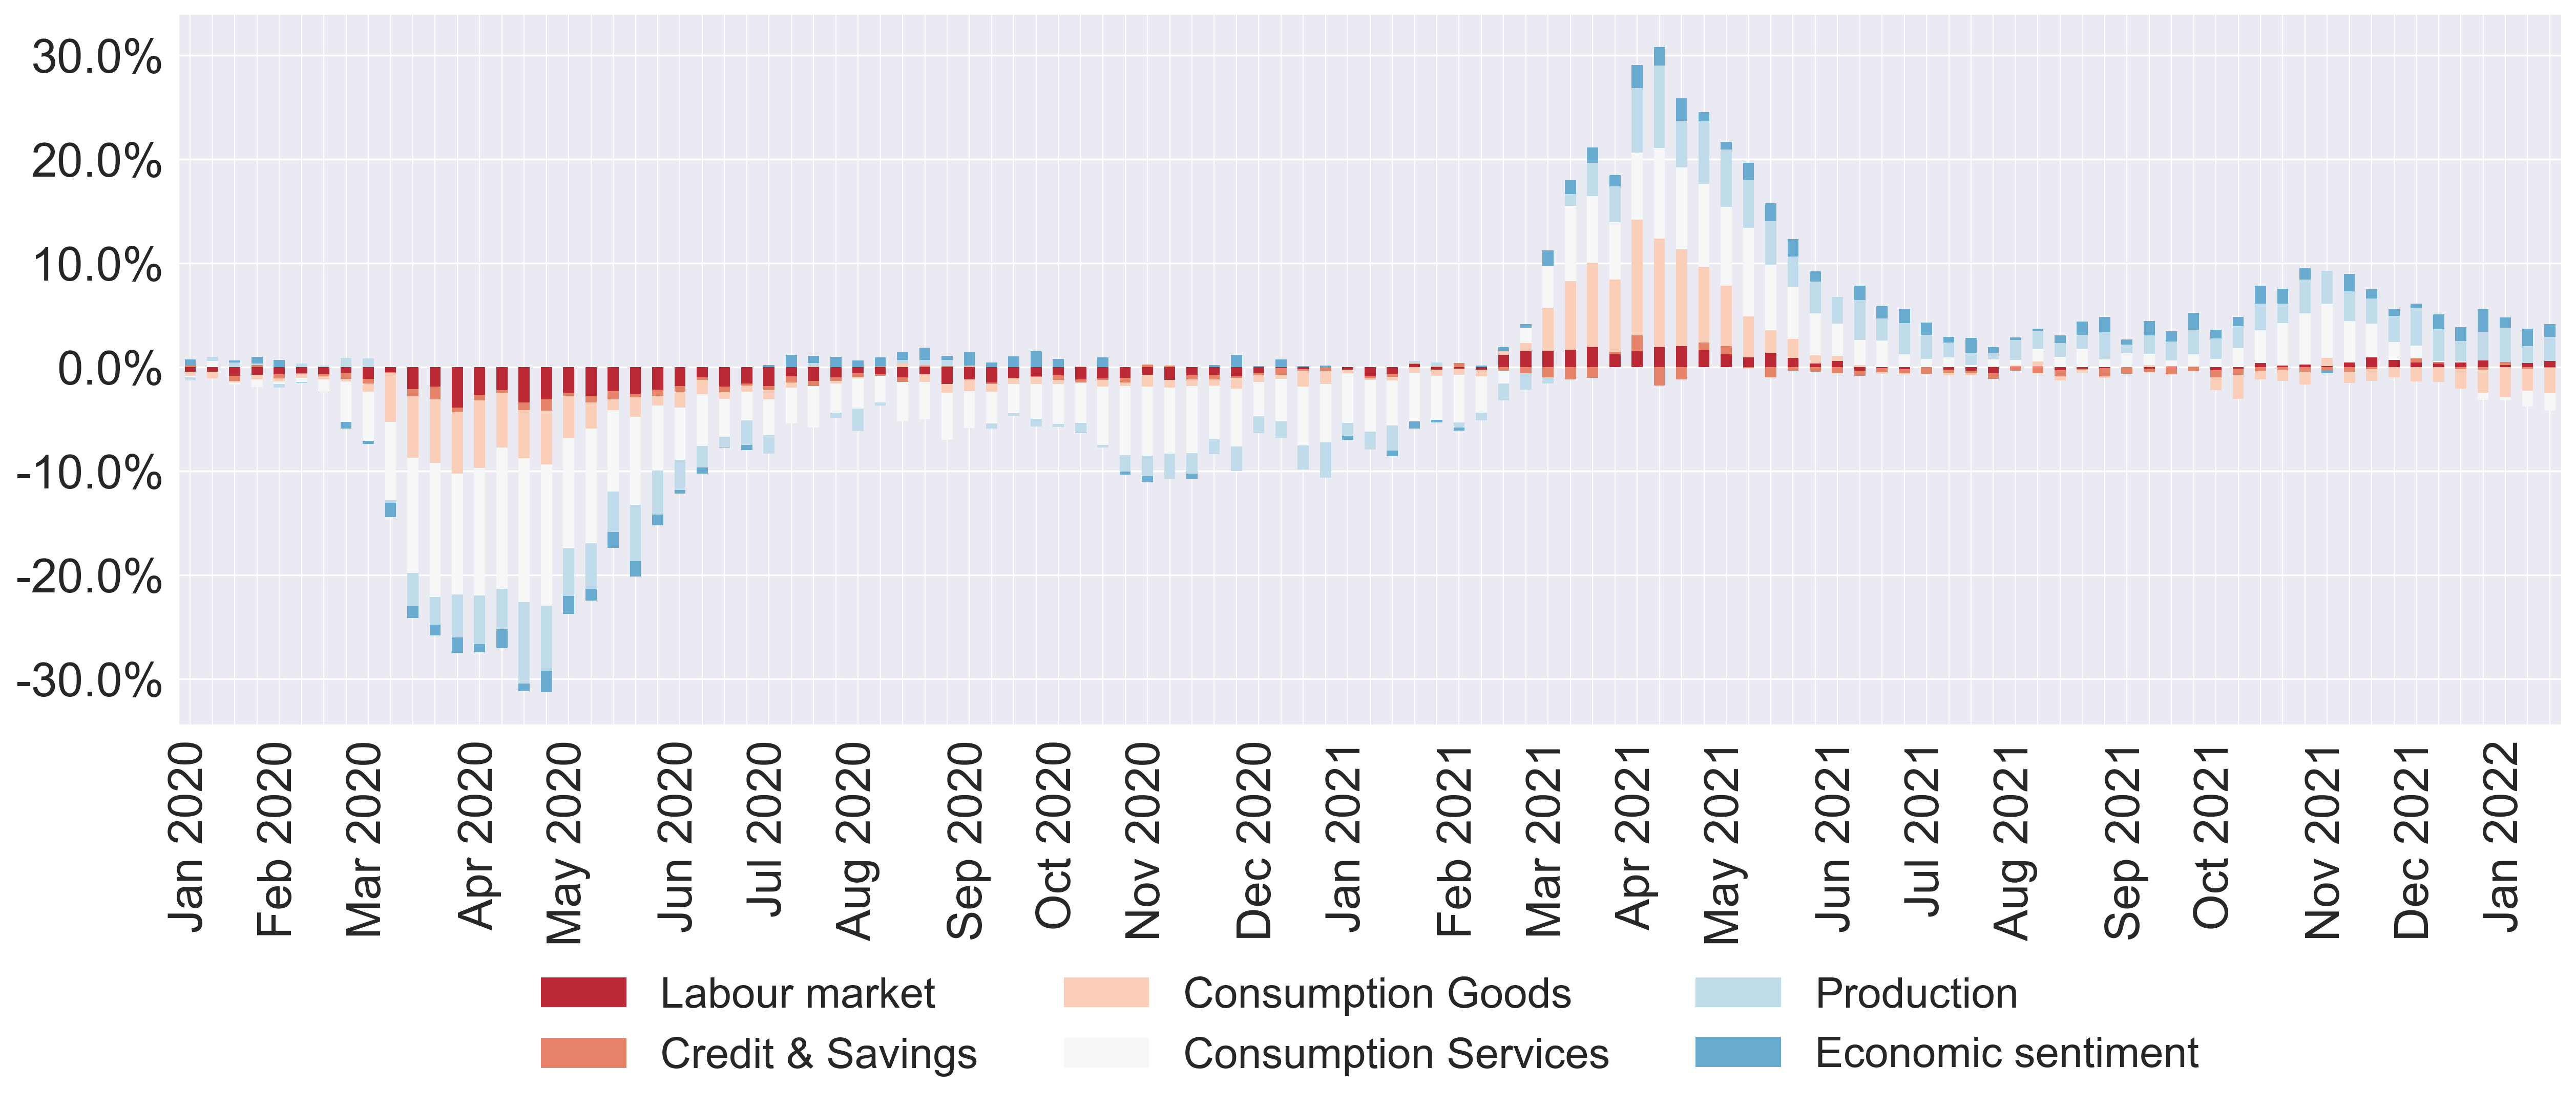 30.0%
20.0%
10.0%
0.0%
-10.0%
-20.0%
-30.0%
Jan 2020
Feb 2020
Mar 2020
Apr 2020
May 2020
Jun 2020
Jul 2020
Aug 2020
Sep 2020
Oct 2020
Nov 2020
Dec 2020
Jan 2021
Feb 2021
Mar 2021
Apr 2021
May 2021
Jun 2021
Jul 2021
Aug 2021
Sep 2021
Oct 2021
Nov 2021
Dec 2021
Jan 2022
Labour market
Consumption Goods
Production
Credit & Savings
Consumption Services
Economic sentiment